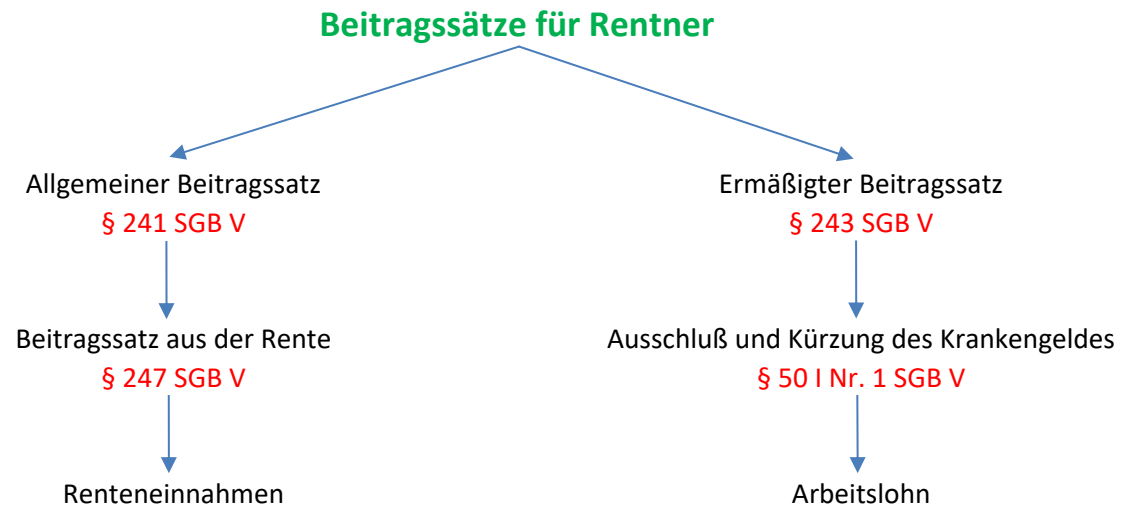 Beitragssätze für Rentner
Allgemeiner Beitragssatz
§ 241 SGB V
Ermäßigter Beitragssatz
§ 243 SGB V
Beitragssatz aus der Rente
§ 247 SGB V
Ausschluß und Kürzung des Krankengeldes
§ 50 I Nr. 1 SGB V
Renteneinnahmen
Arbeitslohn